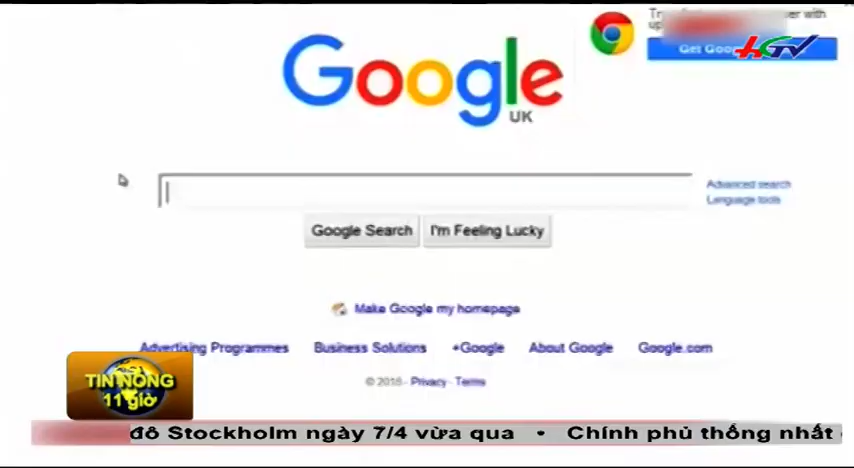 Google
UK
HGTV
Advanced search
Language tools
Google Search
I'm Feeling Lucky
Make Google my homepage
Advertising Programmes
Business Solutions
+Google
About Google
Google.com
© 2016 - Privacy - Terms
TIN NÓNG
11 giờ
đô Stockholm ngày 7/4 vừa qua • Chính phủ thống nhất